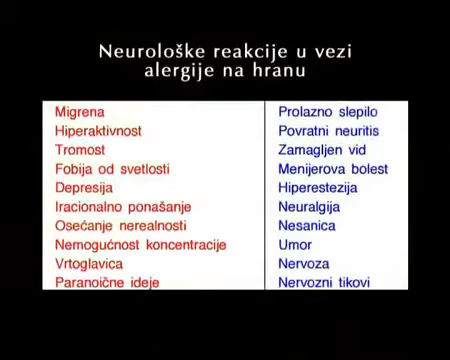 Neurološke reakcije u vezi
alergije na hranu
Migrena
Hiperaktivnost
Tromost
Fobija od svetlosti
Depresija
Iracionalno ponašanje
Osećanje nerealnosti
Nemogućnost koncentracije
Vrtoglavica
Paranoične ideje
Prolazno slepilo
Povratni neuritis
Zamagljen vid
Menijerova bolest
Hiperestezija
Neuralgija
Nesanica
Umor
Nervoza
Nervozni tikovi